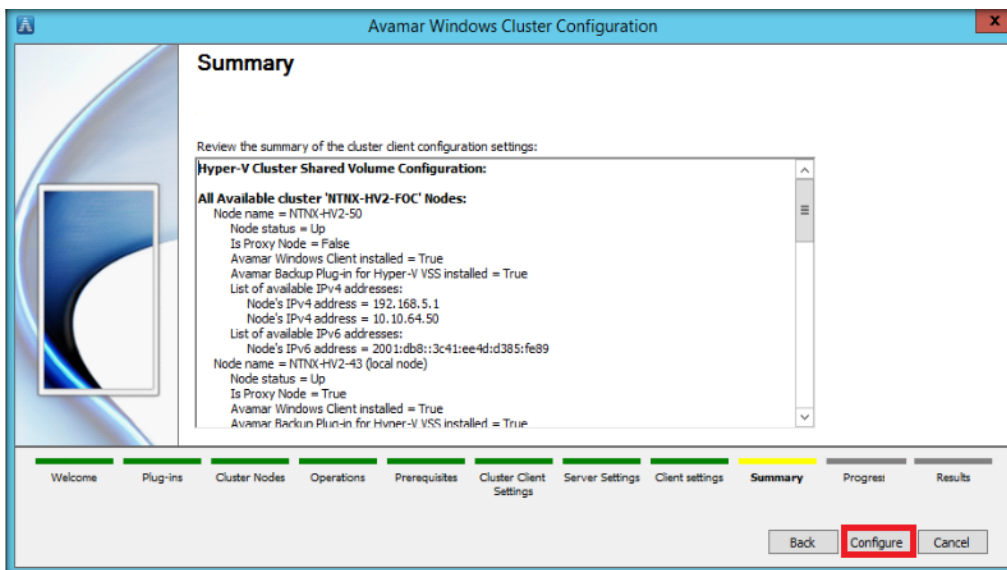 Avamar Windows Cluster Configuration
x
Summary
Review the summary of the cluster client configuration settings:
Hyper-V Cluster Shared Volume Configuration:
All Available cluster 'NTNX-HV2-FOC' Nodes:
Node name = NTNX-HV2-50
Node status = Up
Is Proxy Node = False
Avamar Windows Client installed = True
Avamar Backup Plug-in for Hyper-V VSS installed = True
List of available IPv4 addresses:
Node's IPv4 address = 192.168.5.1
Node's IPv4 address = 10.10.64.50
List of available IPv6 addresses:
Node's IPv6 address = 2001:db8::3c41:ee4d:d385:fe89
Node name = NTNX-HV2-43 (local node)
Node status = Up
Is Proxy Node = True
Avamar Windows Client installed = True
Avamar Backup Plug-in for Hyper-V VSS installed = True
Welcome Plug-ins Cluster Nodes Operations Prerequisites Cluster Client Server Settings Client settings Summary Progress Results
Settings
Back Configure Cancel